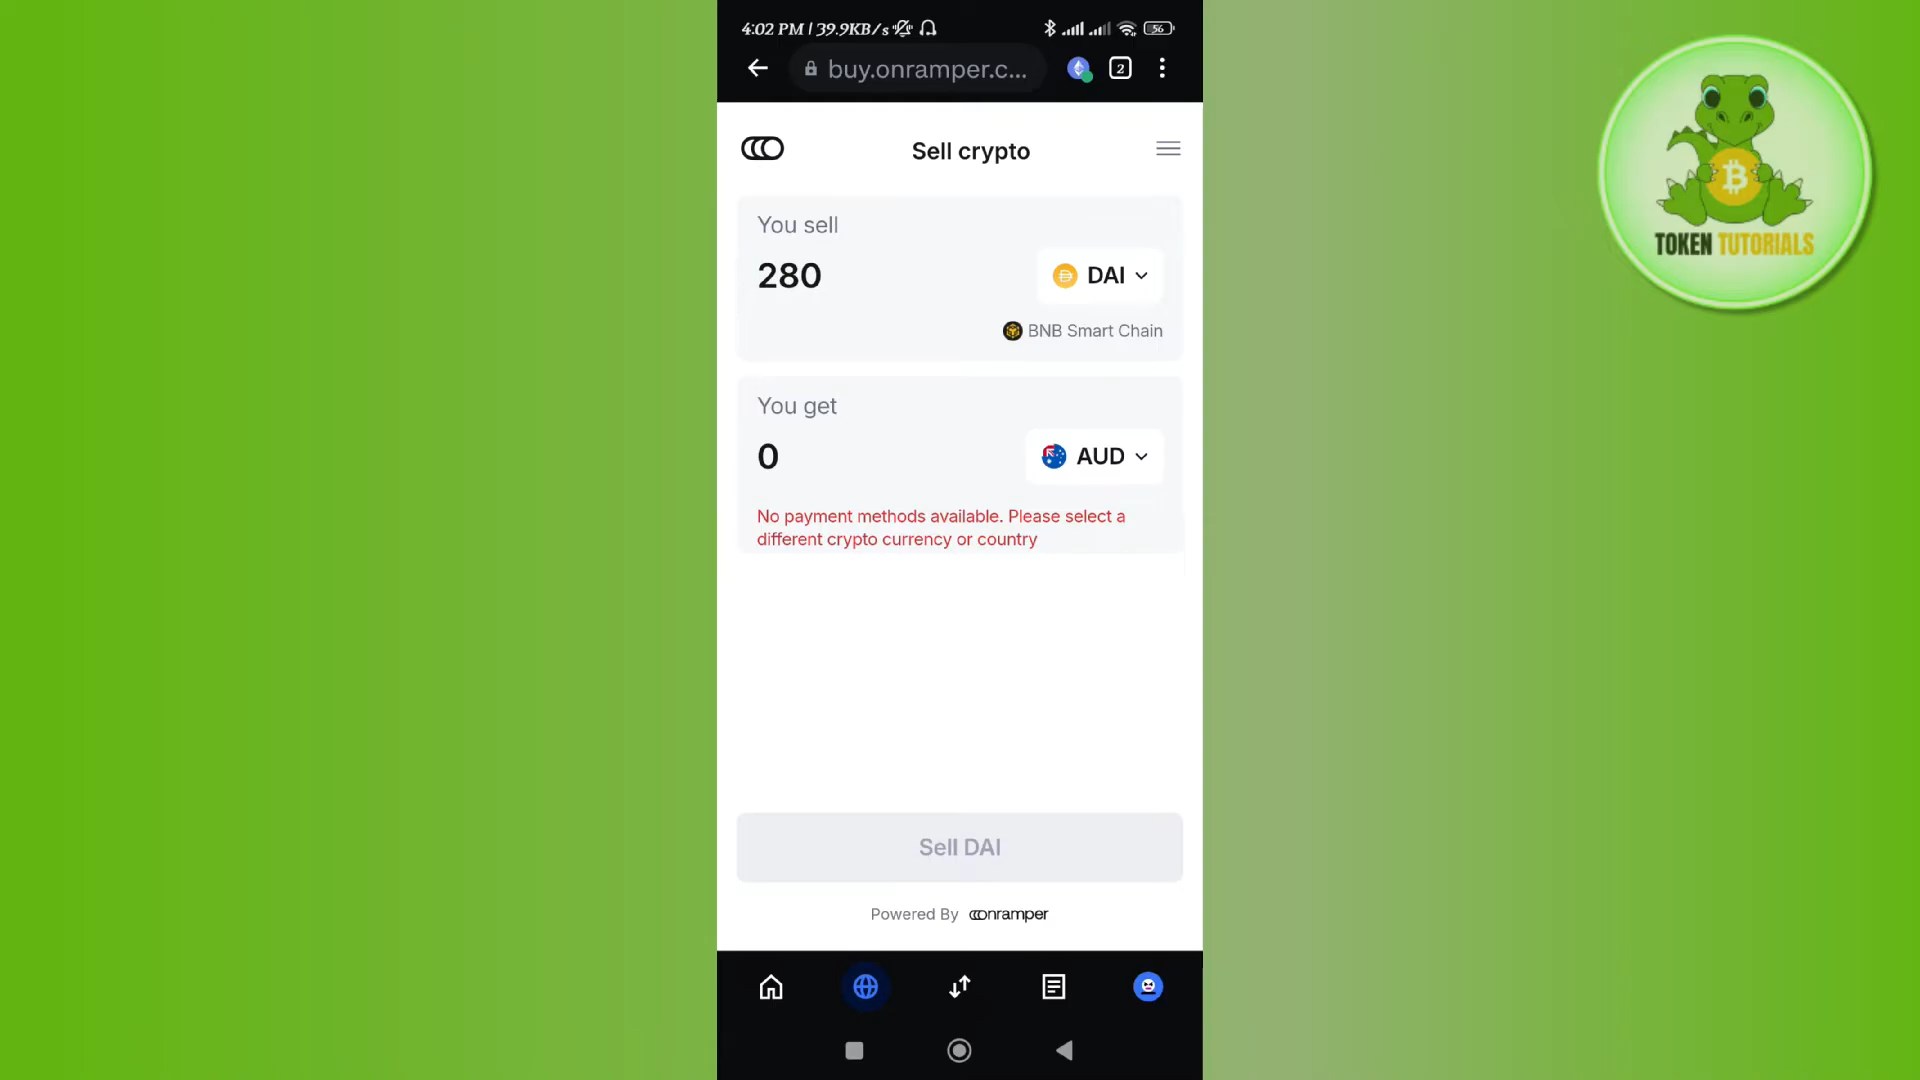 4:02 PM | 39.9KB/s
56
buy.onramper.c...
2
Sell crypto
You sell
280
DAI
BNB Smart Chain
You get
0
AUD
No payment methods available. Please select a
different crypto currency or country
Sell DAI
Powered By onramper
TOKEN TUTORIALS